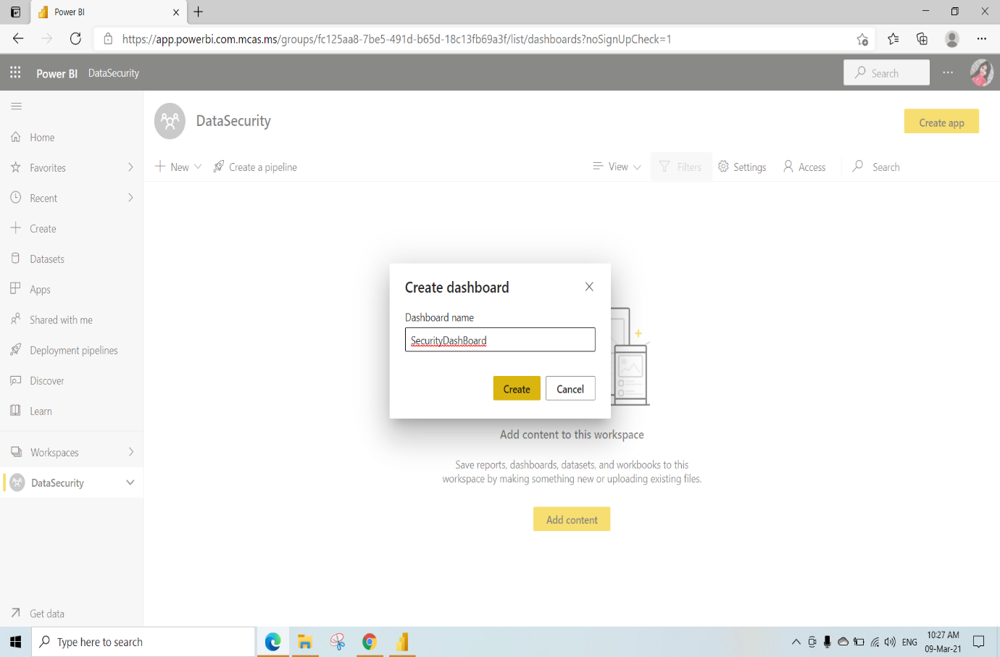 Power BI
https://app.powerbi.com.mcas.ms/groups/fc125aa8-7be5-491d-b65d-18c13fb69a3f/list/dashboards?noSignUpCheck=1
Power BI DataSecurity
Search
DataSecurity
Create app
New
Create a pipeline
View
Filters
Settings
Access
Search
Home
Favorites
Recent
Create
Datasets
Apps
Shared with me
Deployment pipelines
Discover
Learn
Workspaces
DataSecurity
Get data
Create dashboard
Dashboard name
SecurityDashBoard
Create
Cancel
Add content to this workspace
Save reports, dashboards, datasets, and workbooks to this
workspace by making something new or uploading existing files.
Add content
Type here to search
ENG
10:27 AM
09-Mar-21